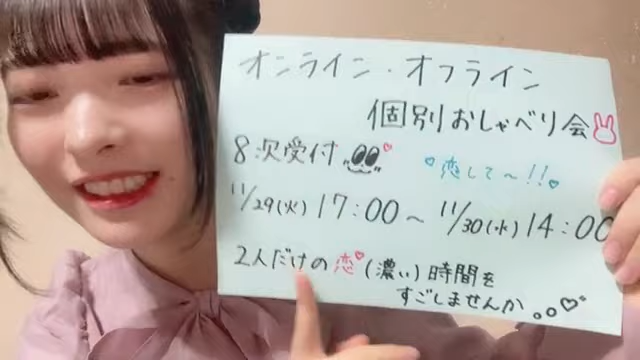 オンライン・オフライン
個別おしゃべり会
8次受付
恋して〜!!
11/29(火)17:00〜11/30(水)14:00
2人だけの恋(濃い)時間を
すごしませんか。。